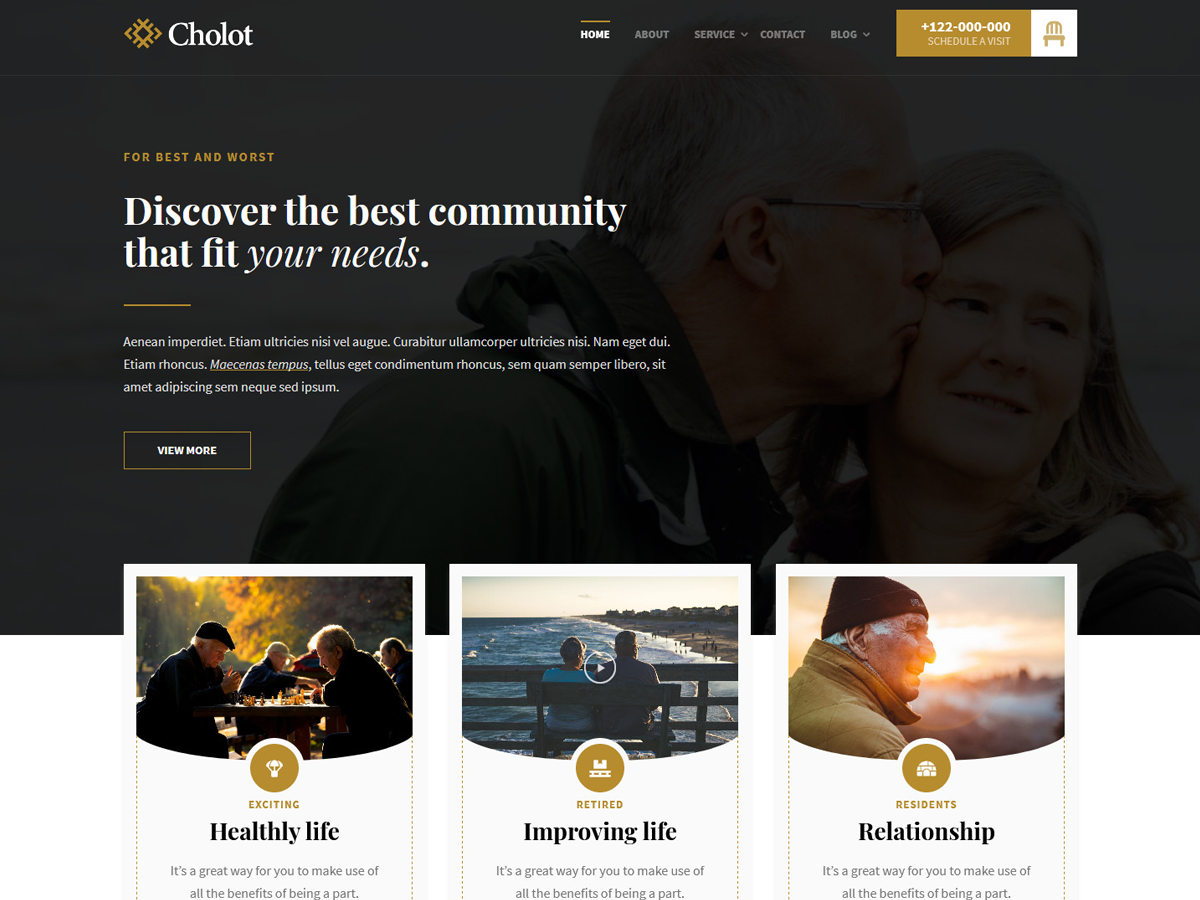 Cholot
HOME
ABOUT
SERVICE
CONTACT
BLOG
+122-000-000
SCHEDULE A VISIT
FOR BEST AND WORST
Discover the best community
that fit your needs.
Aenean imperdiet. Etiam ultricies nisi vel augue. Curabitur ullamcorper ultricies nisi. Nam eget dui.
Etiam rhoncus. Maecenas tempus, tellus eget condimentum rhoncus, sem quam semper libero, sit
amet adipiscing sem neque sed ipsum.
VIEW MORE
EXCITING
Healthly life
It's a great way for you to make use of
all the benefits of being a part.
RETIRED
Improving life
It's a great way for you to make use of
all the benefits of being a part.
RESIDENTS
Relationship
It's a great way for you to make use of
all the benefits of being a part.